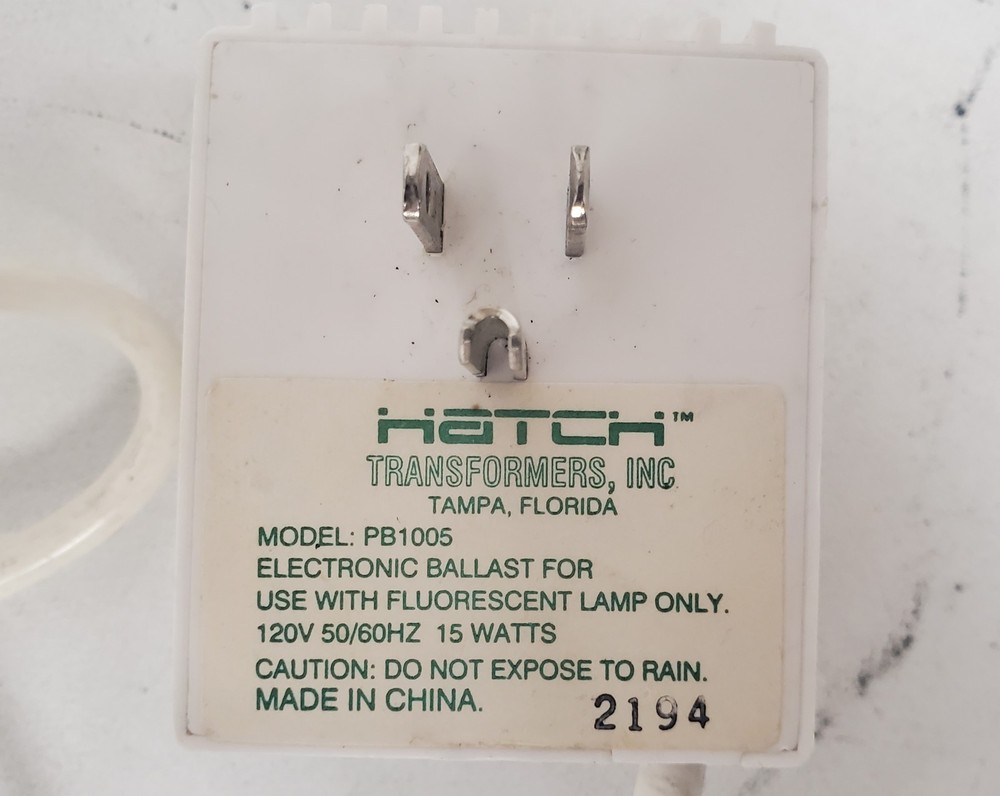 HATCH™
TRANSFORMERS, INC
TAMPA, FLORIDA
MODEL: PB1005
ELECTRONIC BALLAST FOR
USE WITH FLUORESCENT LAMP ONLY.
120V 50/60HZ 15 WATTS
CAUTION: DO NOT EXPOSE TO RAIN.
MADE IN CHINA.
2194